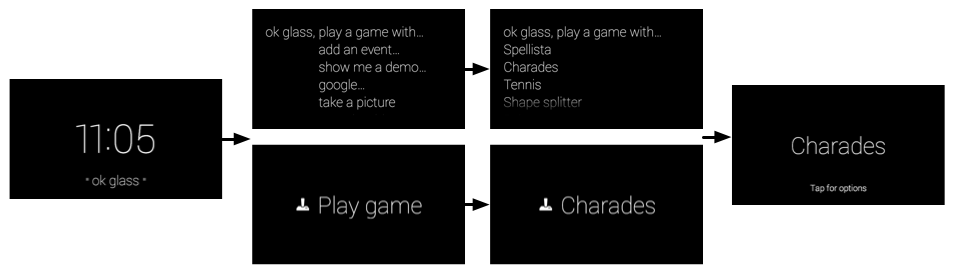 11:05
" ok glass "
ok glass, play a game with...
add an event...
show me a demo...
google...
take a picture
ok glass, play a game with...
Spellista
Charades
Tennis
Shape splitter
Play game
Charades
Charades
Tap for options